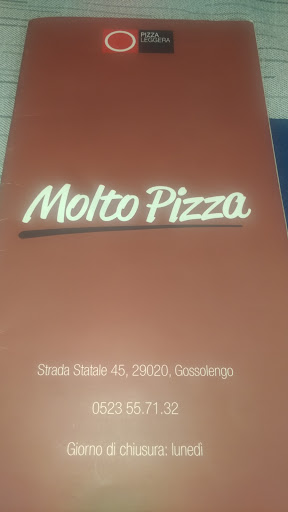 PIZZA
LEGGERA
Molto Pizza
Strada Statale 45, 29020, Gossolengo
0523 55.71.32
Giorno di chiusura: lunedì